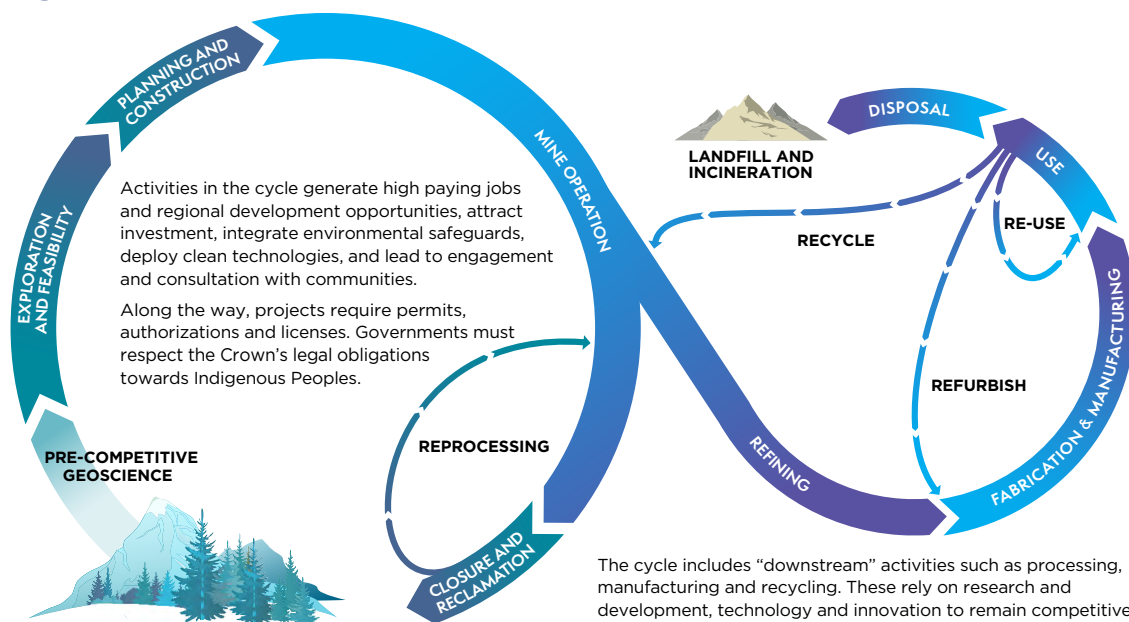 PRE-COMPETITIVE
GEOSCIENCE
EXPLORATION
AND FEASIBILITY
PLANNING AND
CONSTRUCTION
MINE OPERATION
Activities in the cycle generate high paying jobs
and regional development opportunities, attract
investment, integrate environmental safeguards,
deploy clean technologies, and lead to engagement
and consultation with communities.
Along the way, projects require permits,
authorizations and licenses. Governments must
respect the Crown’s legal obligations
towards Indigenous Peoples.
REPROCESSING
CLOSURE AND
RECLAMATION
REFINING
FABRICATION & MANUFACTURING
USE
DISPOSAL
LANDFILL AND
INCINERATION
RECYCLE
RE-USE
REFURBISH
The cycle includes “downstream” activities such as processing,
manufacturing and recycling. These rely on research and
development, technology and innovation to remain competitive